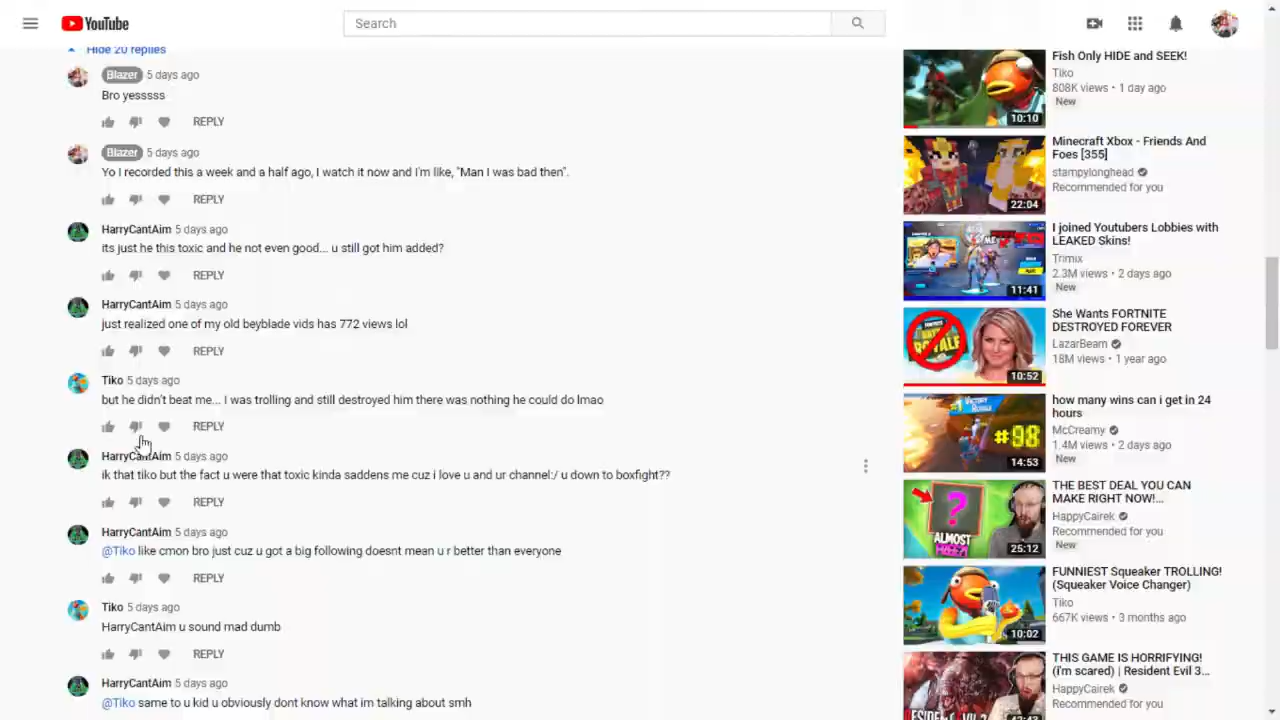 YouTube
Search
Hide 20 replies
Blazer 5 days ago
Bro yesssss
REPLY
Blazer 5 days ago
Yo I recorded this a week and a half ago, I watch it now and I'm like, "Man I was bad then".
REPLY
HarryCantAim 5 days ago
its just he this toxic and he not even good... u still got him added?
REPLY
HarryCantAim 5 days ago
just realized one of my old beyblade vids has 772 views lol
REPLY
Tiko 5 days ago
but he didn't beat me... I was trolling and still destroyed him there was nothing he could do lmao
REPLY
HarryCantAim 5 days ago
ik that tiko but the fact u were that toxic kinda saddens me cuz i love u and ur channel:/ u down to boxfight??
REPLY
HarryCantAim 5 days ago
@Tiko like cmon bro just cuz u got a big following doesnt mean u r better than everyone
REPLY
Tiko 5 days ago
HarryCantAim u sound mad dumb
REPLY
HarryCantAim 5 days ago
@Tiko same to u kid u obviously dont know what im talking about smh
Fish Only HIDE and SEEK!
Tiko
808K views • 1 day ago
New
10:10
Minecraft Xbox - Friends And
Foes [355]
stampylonghead
Recommended for you
22:04
I joined Youtubers Lobbies with
LEAKED Skins!
Trimix
2.3M views • 2 days ago
New
11:41
She Wants FORTNITE
DESTROYED FOREVER
LazarBeam
18M views • 1 year ago
10:52
how many wins can i get in 24
hours
McCreamy
1.4M views • 2 days ago
New
#98
14:53
THE BEST DEAL YOU CAN
MAKE RIGHT NOW!...
HappyCairek
Recommended for you
New
?
ALMOST
25:12
FUNNIEST Squeaker TROLLING!
(Squeaker Voice Changer)
Tiko
667K views • 3 months ago
10:02
THIS GAME IS HORRIFYING!
(i'm scared) | Resident Evil 3...
HappyCairek
Recommended for you